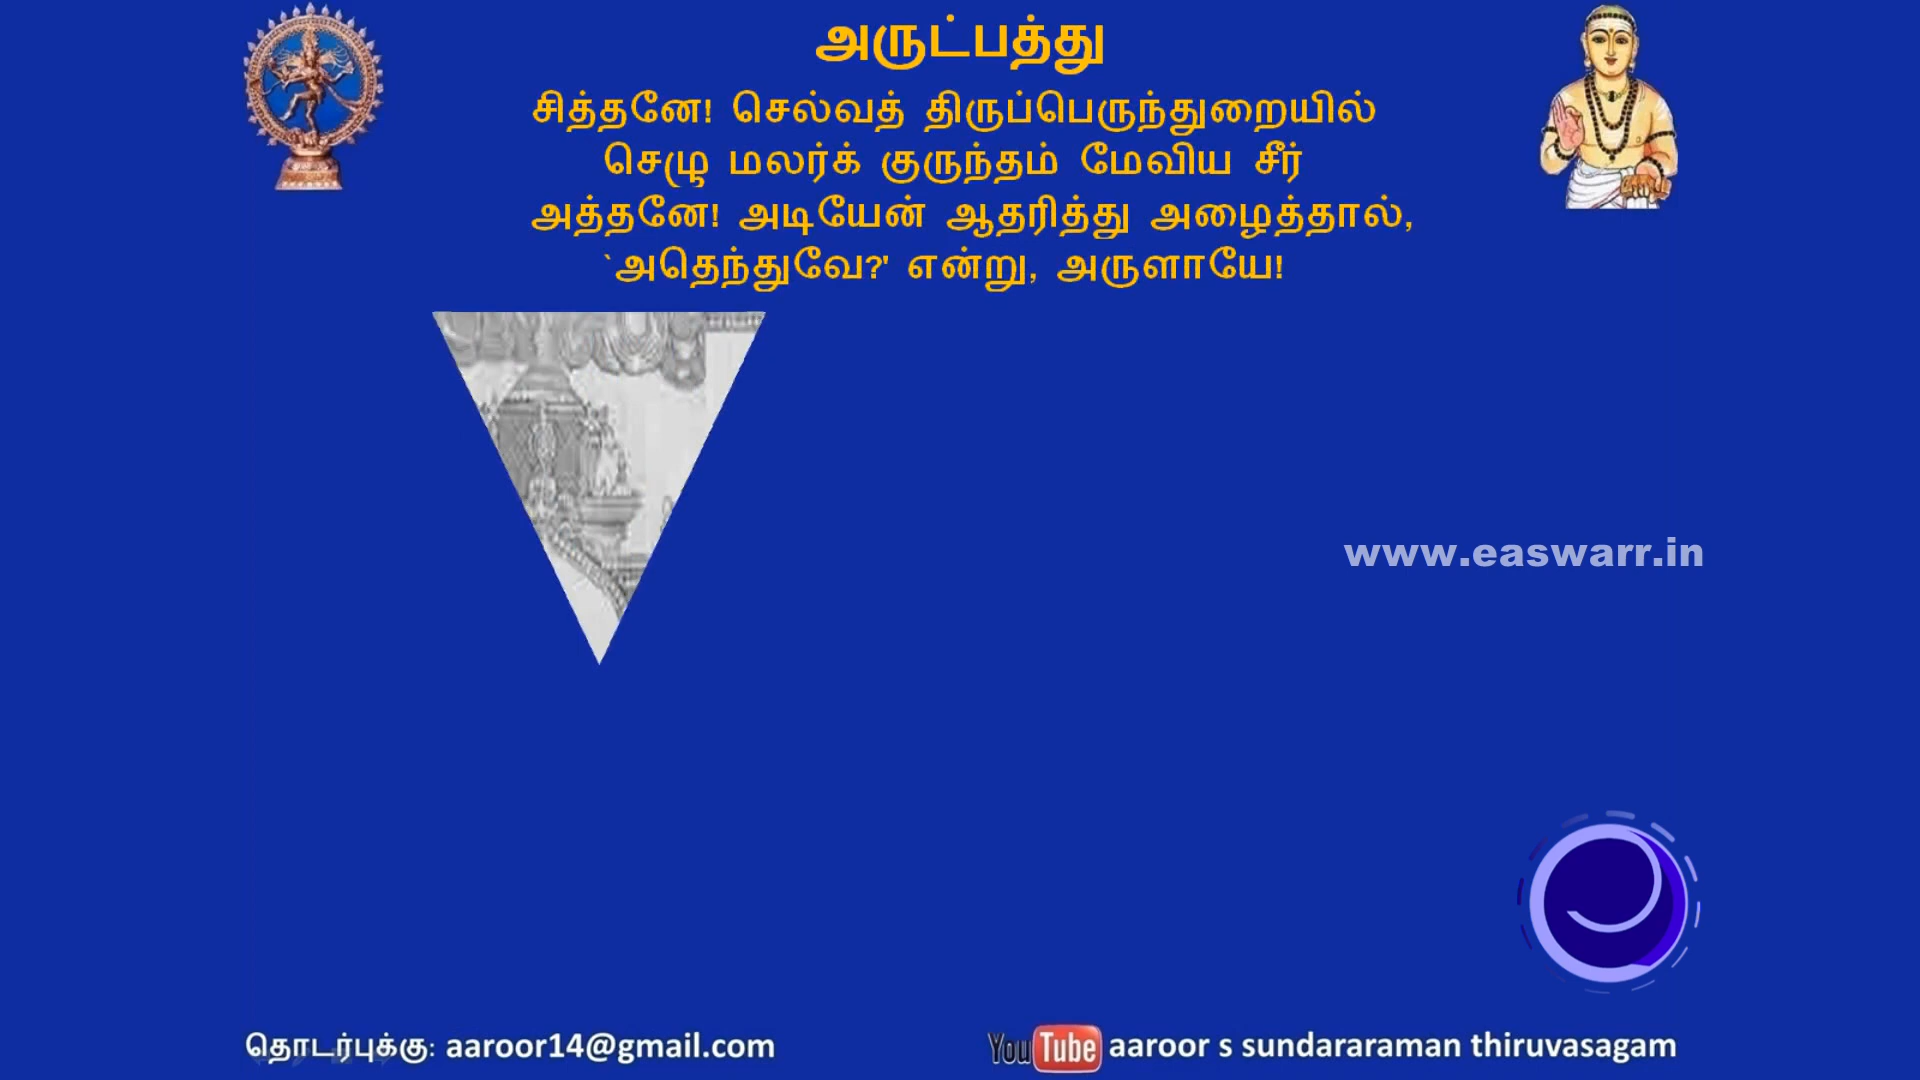 அருட்பத்து
சித்தனே! செல்வத் திருப்பெருந்துறையில்
செழு மலர்க் குருந்தம் மேவிய சீர்
அத்தனே! அடியேன் ஆதரித்து அழைத்தால்,
`அதெந்துவே?' என்று, அருளாயே!
www.easwarr.in
தொடர்புக்கு: aaroor14@gmail.com
YouTube aaroor s sundararaman thiruvasagam